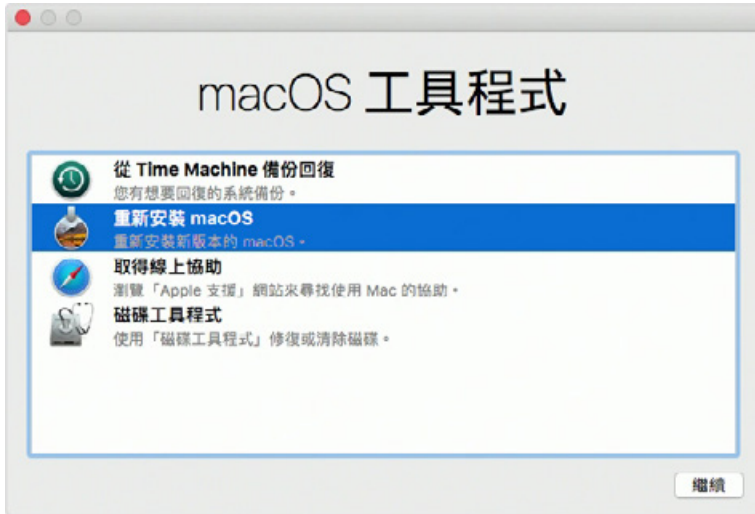 macOS 工具程式
從 Time Machine 備份回復
您有想要回復的系統備份。
重新安裝 macOS
重新安裝新版本的 macOS。
取得線上協助
瀏覽「Apple 支援」網站來尋找使用 Mac 的協助。
磁碟工具程式
使用「磁碟工具程式」修復或清除磁碟。
繼續